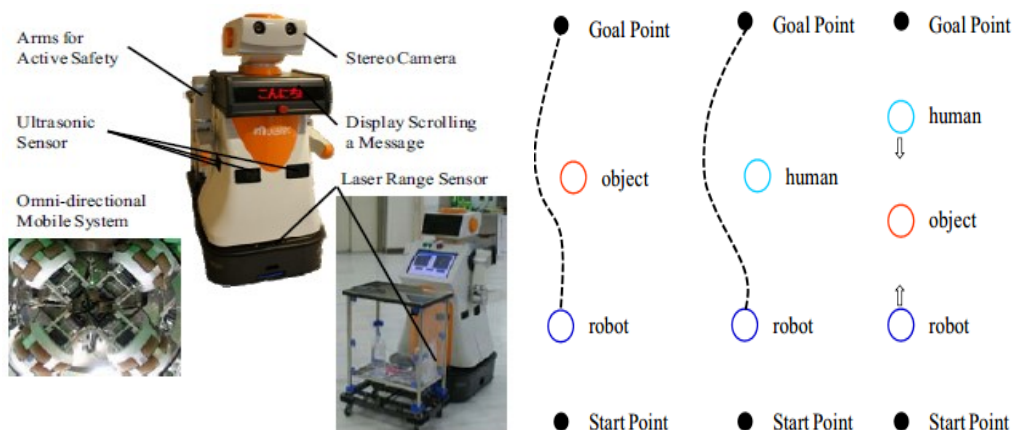 Arms for
Active Safety
Stereo Camera
こんにち
Ultrasonic
Sensor
Display Scrolling
a Message
Laser Range Sensor
Omni-directional
Mobile System
Goal Point
object
robot
Start Point
Goal Point
human
robot
Start Point
Goal Point
human
object
robot
Start Point